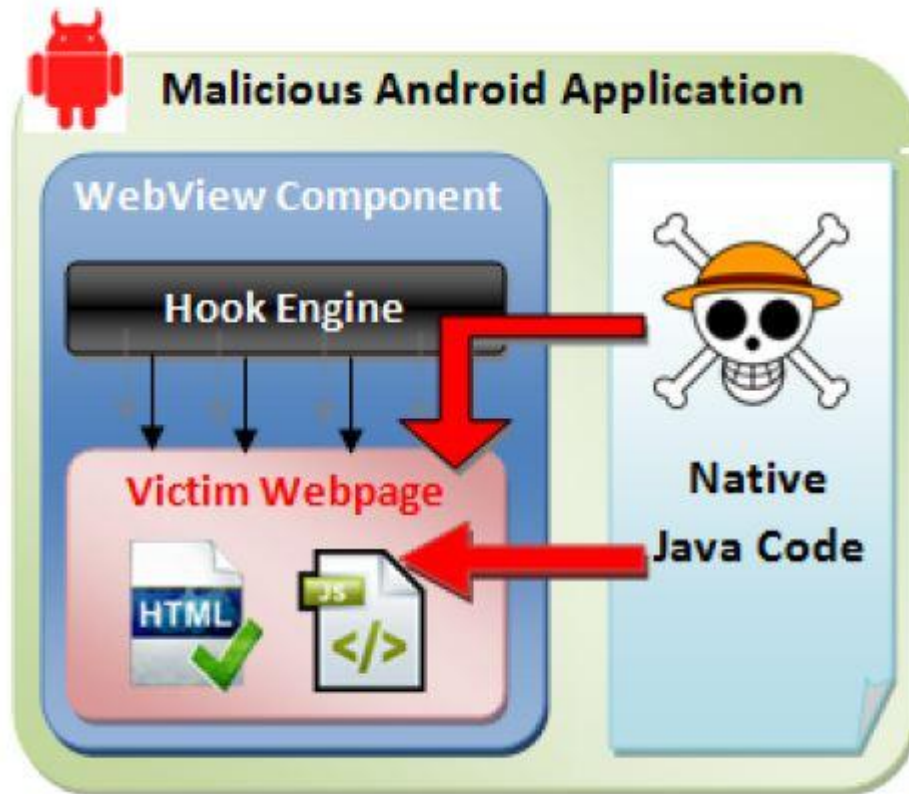 Malicious Android Application
WebView Component
Hook Engine
Victim Webpage
HTML
JS
</>
Native
Java Code